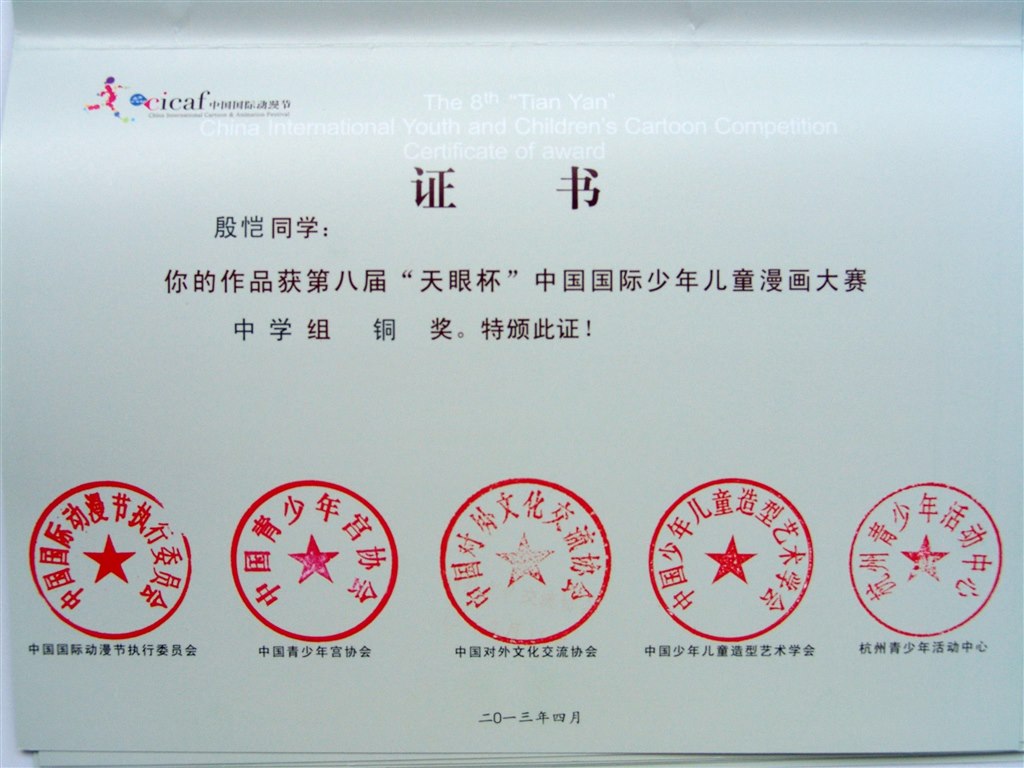 cicaf 中国国际动漫节
China International Cartoon & Animation Festival
The 8th "Tian Yan"
China International Youth and Children's Cartoon Competition
Certificate of award
证 书
殷恺同学：
你的作品获第八届“天眼杯”中国国际少年儿童漫画大赛
中学组 铜 奖。特颁此证！
中国国际动漫节执行委员会
中国青少年宫协会
中国对外文化交流协会
中国少年儿童造型艺术学会
杭州青少年活动中心
中国国际动漫节执行委员会
中国青少年宫协会
中国对外文化交流协会
中国少年儿童造型艺术学会
杭州青少年活动中心
二〇一三年四月